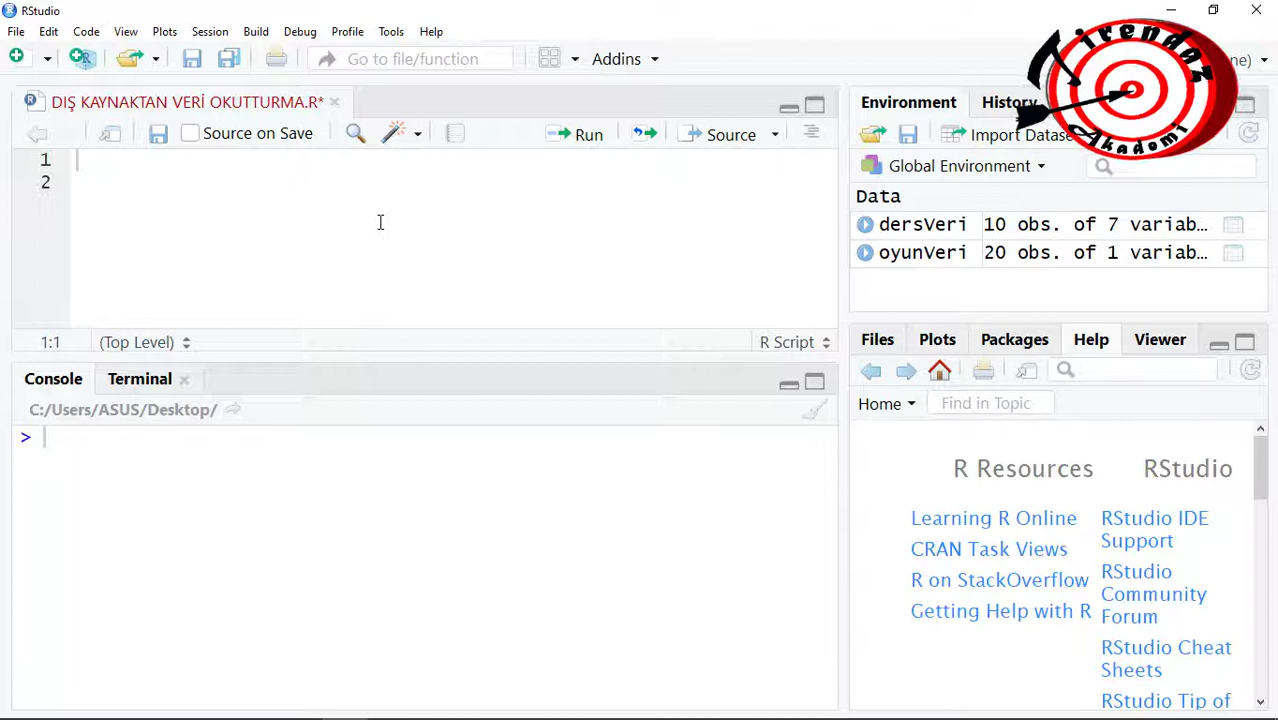 RStudio
File Edit Code View Plots Session Build Debug Profile Tools Help
Go to file/function Addins
Tirendaz
Akademi
DIŞ KAYNAKTAN VERİ OKUTTURMA.R*
Source on Save Run Source
1
2
1:1 (Top Level) R Script
Console Terminal
C:/Users/ASUS/Desktop/
>
Environment History
Import Datase
Global Environment
Data
dersVeri 10 obs. of 7 variab…
oyunVeri 20 obs. of 1 variab…
Files Plots Packages Help Viewer
Home Find in Topic
R Resources
Learning R Online
CRAN Task Views
R on StackOverflow
Getting Help with R
RStudio
RStudio IDE
Support
RStudio
Community
Forum
RStudio Cheat
Sheets
RStudio Tip of